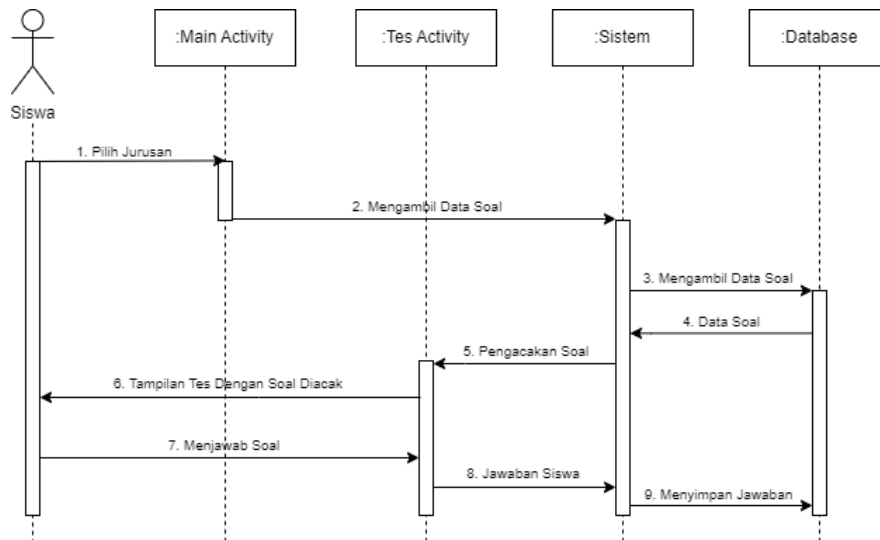 :Main Activity
:Tes Activity
:Sistem
:Database
Siswa
1. Pilih Jurusan
2. Mengambil Data Soal
3. Mengambil Data Soal
4. Data Soal
5. Pengacakan Soal
6. Tampilan Tes Dengan Soal Diacak
7. Menjawab Soal
8. Jawaban Siswa
9. Menyimpan Jawaban